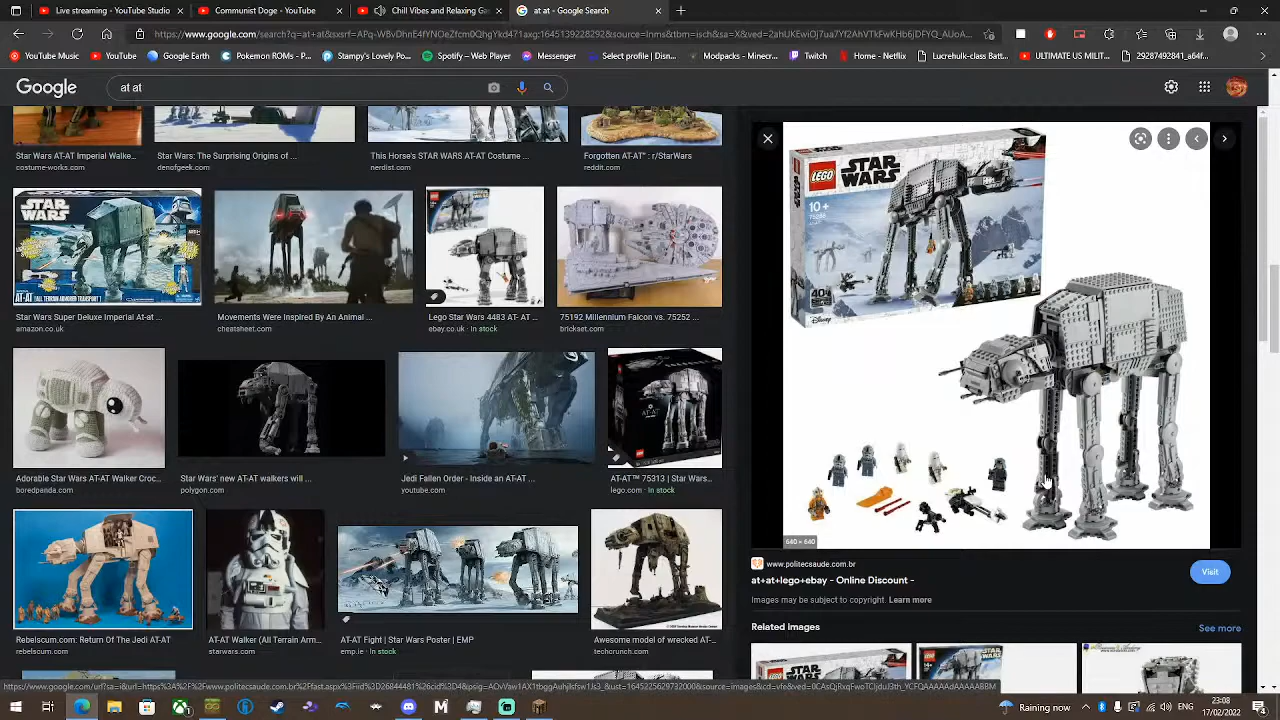 Live streaming - YouTube Studio
Communist Doge - YouTube
Chill Vibes and Relaxing Ga
at at - Google Search
Google
at at
YouTube Music
YouTube
Google Earth
Pokemon ROMs - P...
Stampy's Lovely Po...
Spotify – Web Player
Messenger
Select profile | Disn...
Modpacks - Minec...
Twitch
Home - Netflix
Lucrehulk-class Bat...
ULTIMATE US MILIT...
29287492841_a64f...
Star Wars AT-AT Imperial Walke...
costume-works.com
Star Wars: The Surprising Origins of ...
denofgeek.com
This Horse's STAR WARS AT-AT Costume ...
nerdist.com
Forgotten AT-AT" : r/StarWars
reddit.com
STAR WARS
AT-AT
Star Wars Super Deluxe Imperial At-at ...
amazon.co.uk
Movements Were Inspired By An Animal ...
cheatsheet.com
Lego Star Wars 4483 AT- AT ...
ebay.co.uk · In stock
75192 Millennium Falcon vs. 75252 ...
brickset.com
Adorable Star Wars AT-AT Walker Croc...
boredpanda.com
Star Wars' new AT-AT walkers will ...
polygon.com
Jedi Fallen Order - Inside an AT-AT ...
youtube.com
AT-AT™ 75313 | Star Wars...
lego.com · In stock
Rebelscum.com: Return Of The Jedi AT-AT
rebelscum.com
AT-AT Walker (All Terrain Arm...
starwars.com
AT-AT Fight | Star Wars Poster | EMP
emp.ie · In stock
Awesome model of wrecked AT-...
techcrunch.com
LEGO
STAR WARS
10+
Disney
640 × 640
www.politecsaude.com.br
at+at+lego+ebay - Online Discount -
Visit
Images may be subject to copyright. Learn more
Related Images
See more
Raining now
23:08
17/02/2022